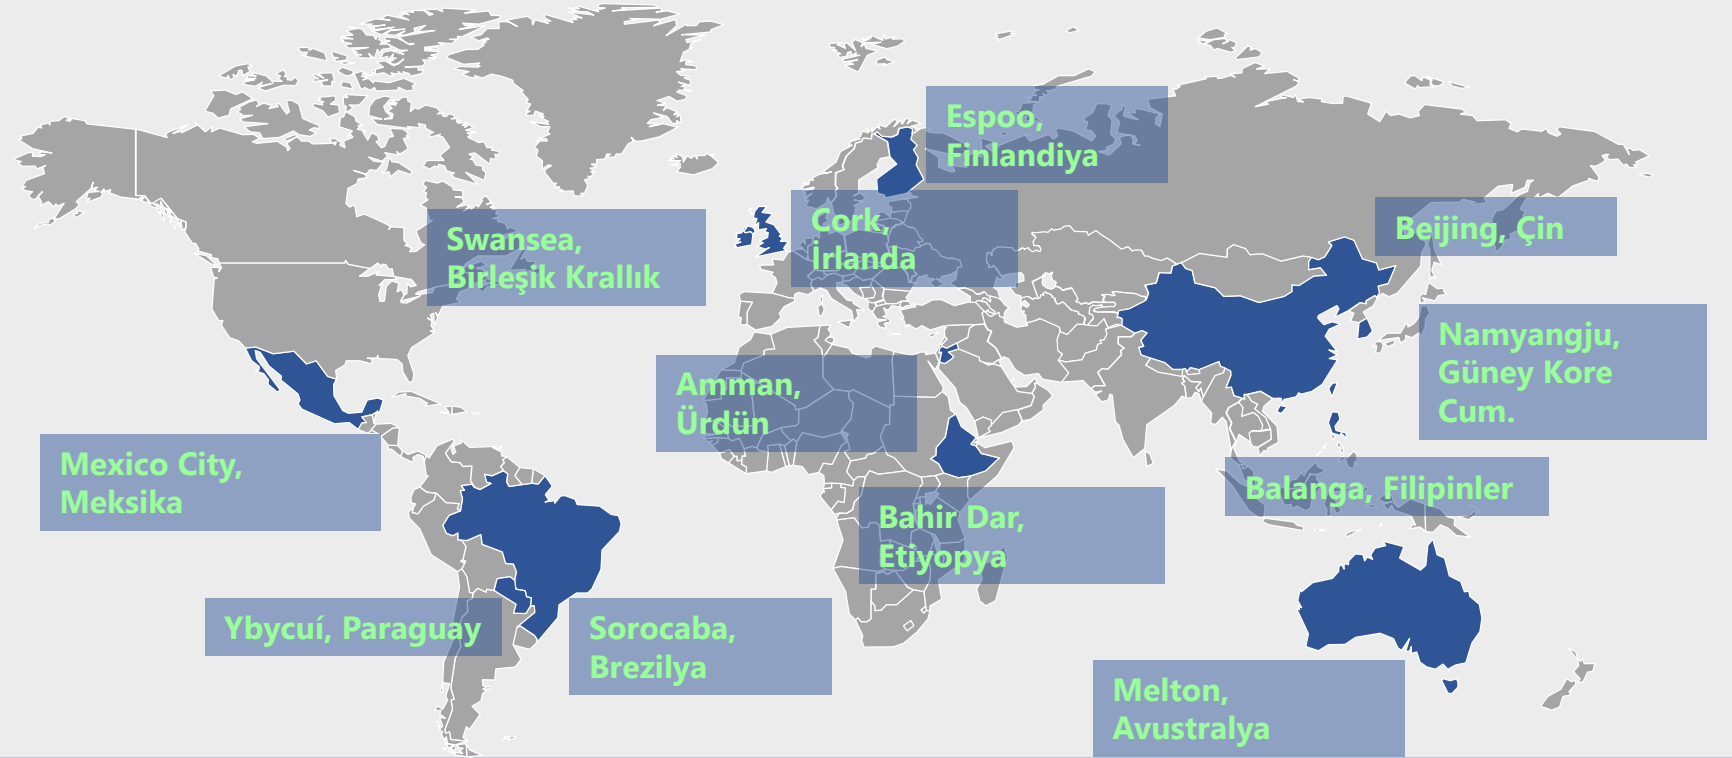 Espoo,
Finlandiya
Cork,
İrlanda
Swansea,
Birleşik Krallık
Beijing, Çin
Namyangju,
Güney Kore
Cum.
Amman,
Ürdün
Mexico City,
Meksika
Balanga, Filipinler
Bahir Dar,
Etiyopya
Ybycuí, Paraguay
Sorocaba,
Brezilya
Melton,
Avustralya